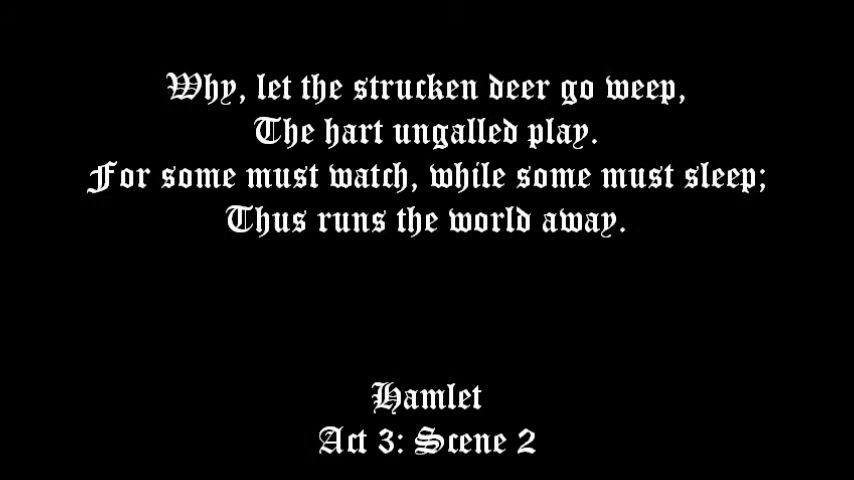 Why, let the strucken deer go weep,
The hart ungalled play.
For some must watch, while some must sleep;
Thus runs the world away.
Hamlet
Act 3: Scene 2